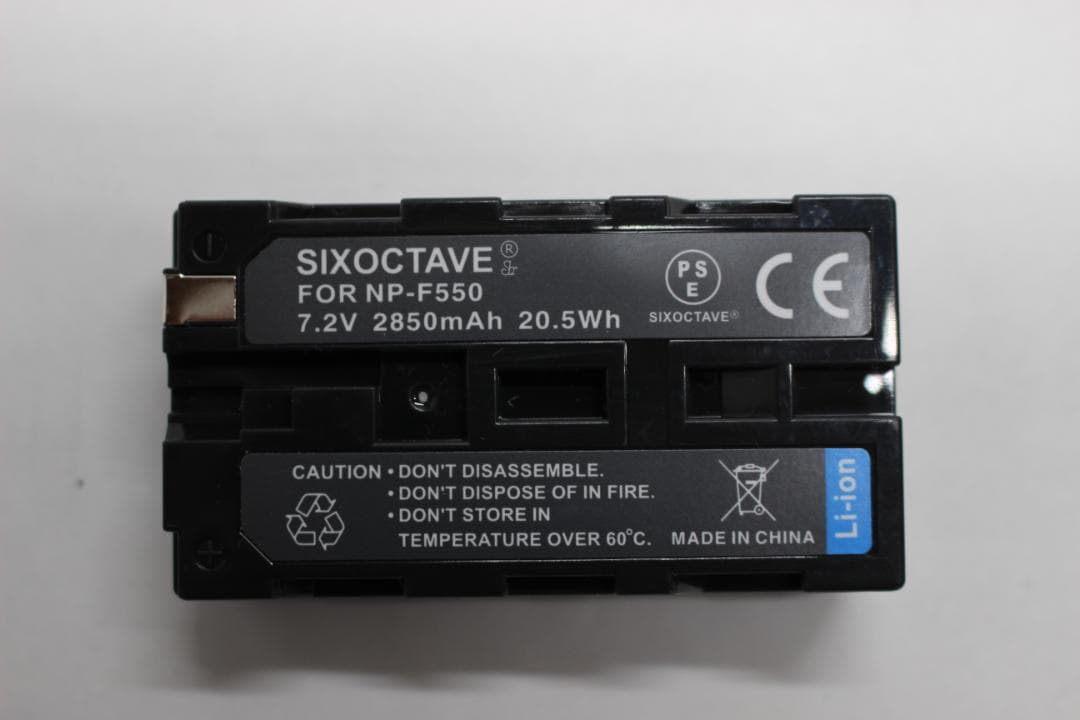 SIXOCTAVE®
FOR NP-F550
7.2V 2850mAh 20.5Wh
PS
E
SIXOCTAVE®
CE
CAUTION • DON'T DISASSEMBLE.
• DON'T DISPOSE OF IN FIRE.
• DON'T STORE IN
TEMPERATURE OVER 60°C.
MADE IN CHINA
Li-ion